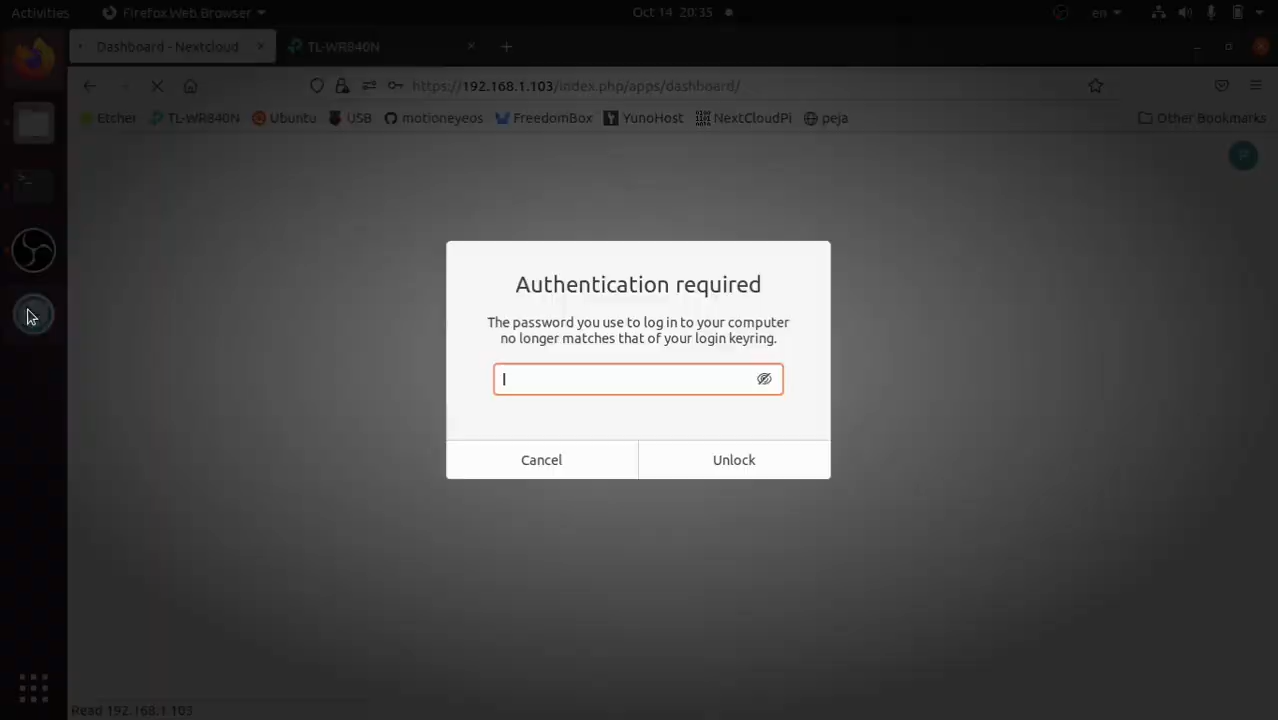 Activities
Firefox Web Browser
Oct 14 20:35
en
Dashboard - Nextcloud
TL-WR840N
https://192.168.1.103/index.php/apps/dashboard/
Etcher
TL-WR840N
Ubuntu
USB
motioneyeos
FreedomBox
YunoHost
NextCloudPi
peja
Other Bookmarks
P
Authentication required
The password you use to log in to your computer
no longer matches that of your login keyring.
Cancel
Unlock
Read 192.168.1.103